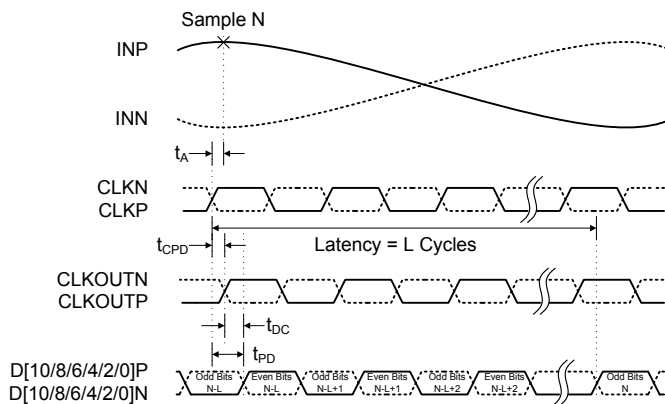 Sample N
INP
INN
tA
CLKN
CLKP
tCPD
Latency = L Cycles
CLKOUTN
CLKOUTP
tDC
tPD
D[10/8/6/4/2/0]P
D[10/8/6/4/2/0]N
Odd Bits
N-L
Even Bits
N-L
Odd Bits
N-L+1
Even Bits
N-L+1
Odd Bits
N-L+2
Even Bits
N-L+2
Odd Bits
N